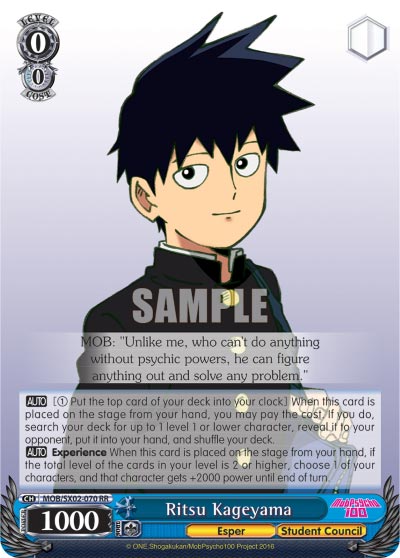 LEVEL
0
0
COST
SAMPLE
MOB: "Unlike me, who can't do anything
without psychic powers, he can figure
anything out and solve any problem."
AUTO [① Put the top card of your deck into your clock] When this card is
placed on the stage from your hand, you may pay the cost. If you do,
search your deck for up to 1 level 1 or lower character, reveal it to your
opponent, put it into your hand, and shuffle your deck.
AUTO Experience When this card is placed on the stage from your hand, if
the total level of the cards in your level is 2 or higher, choose 1 of your
characters, and that character gets +2000 power until end of turn.
CH MOB/SX02-070 RR
POWER 1000
Ritsu Kageyama
MOBPSYCHO 100
Esper
Student Council
© ONE,Shogakukan/MobPsycho100 Project 2016